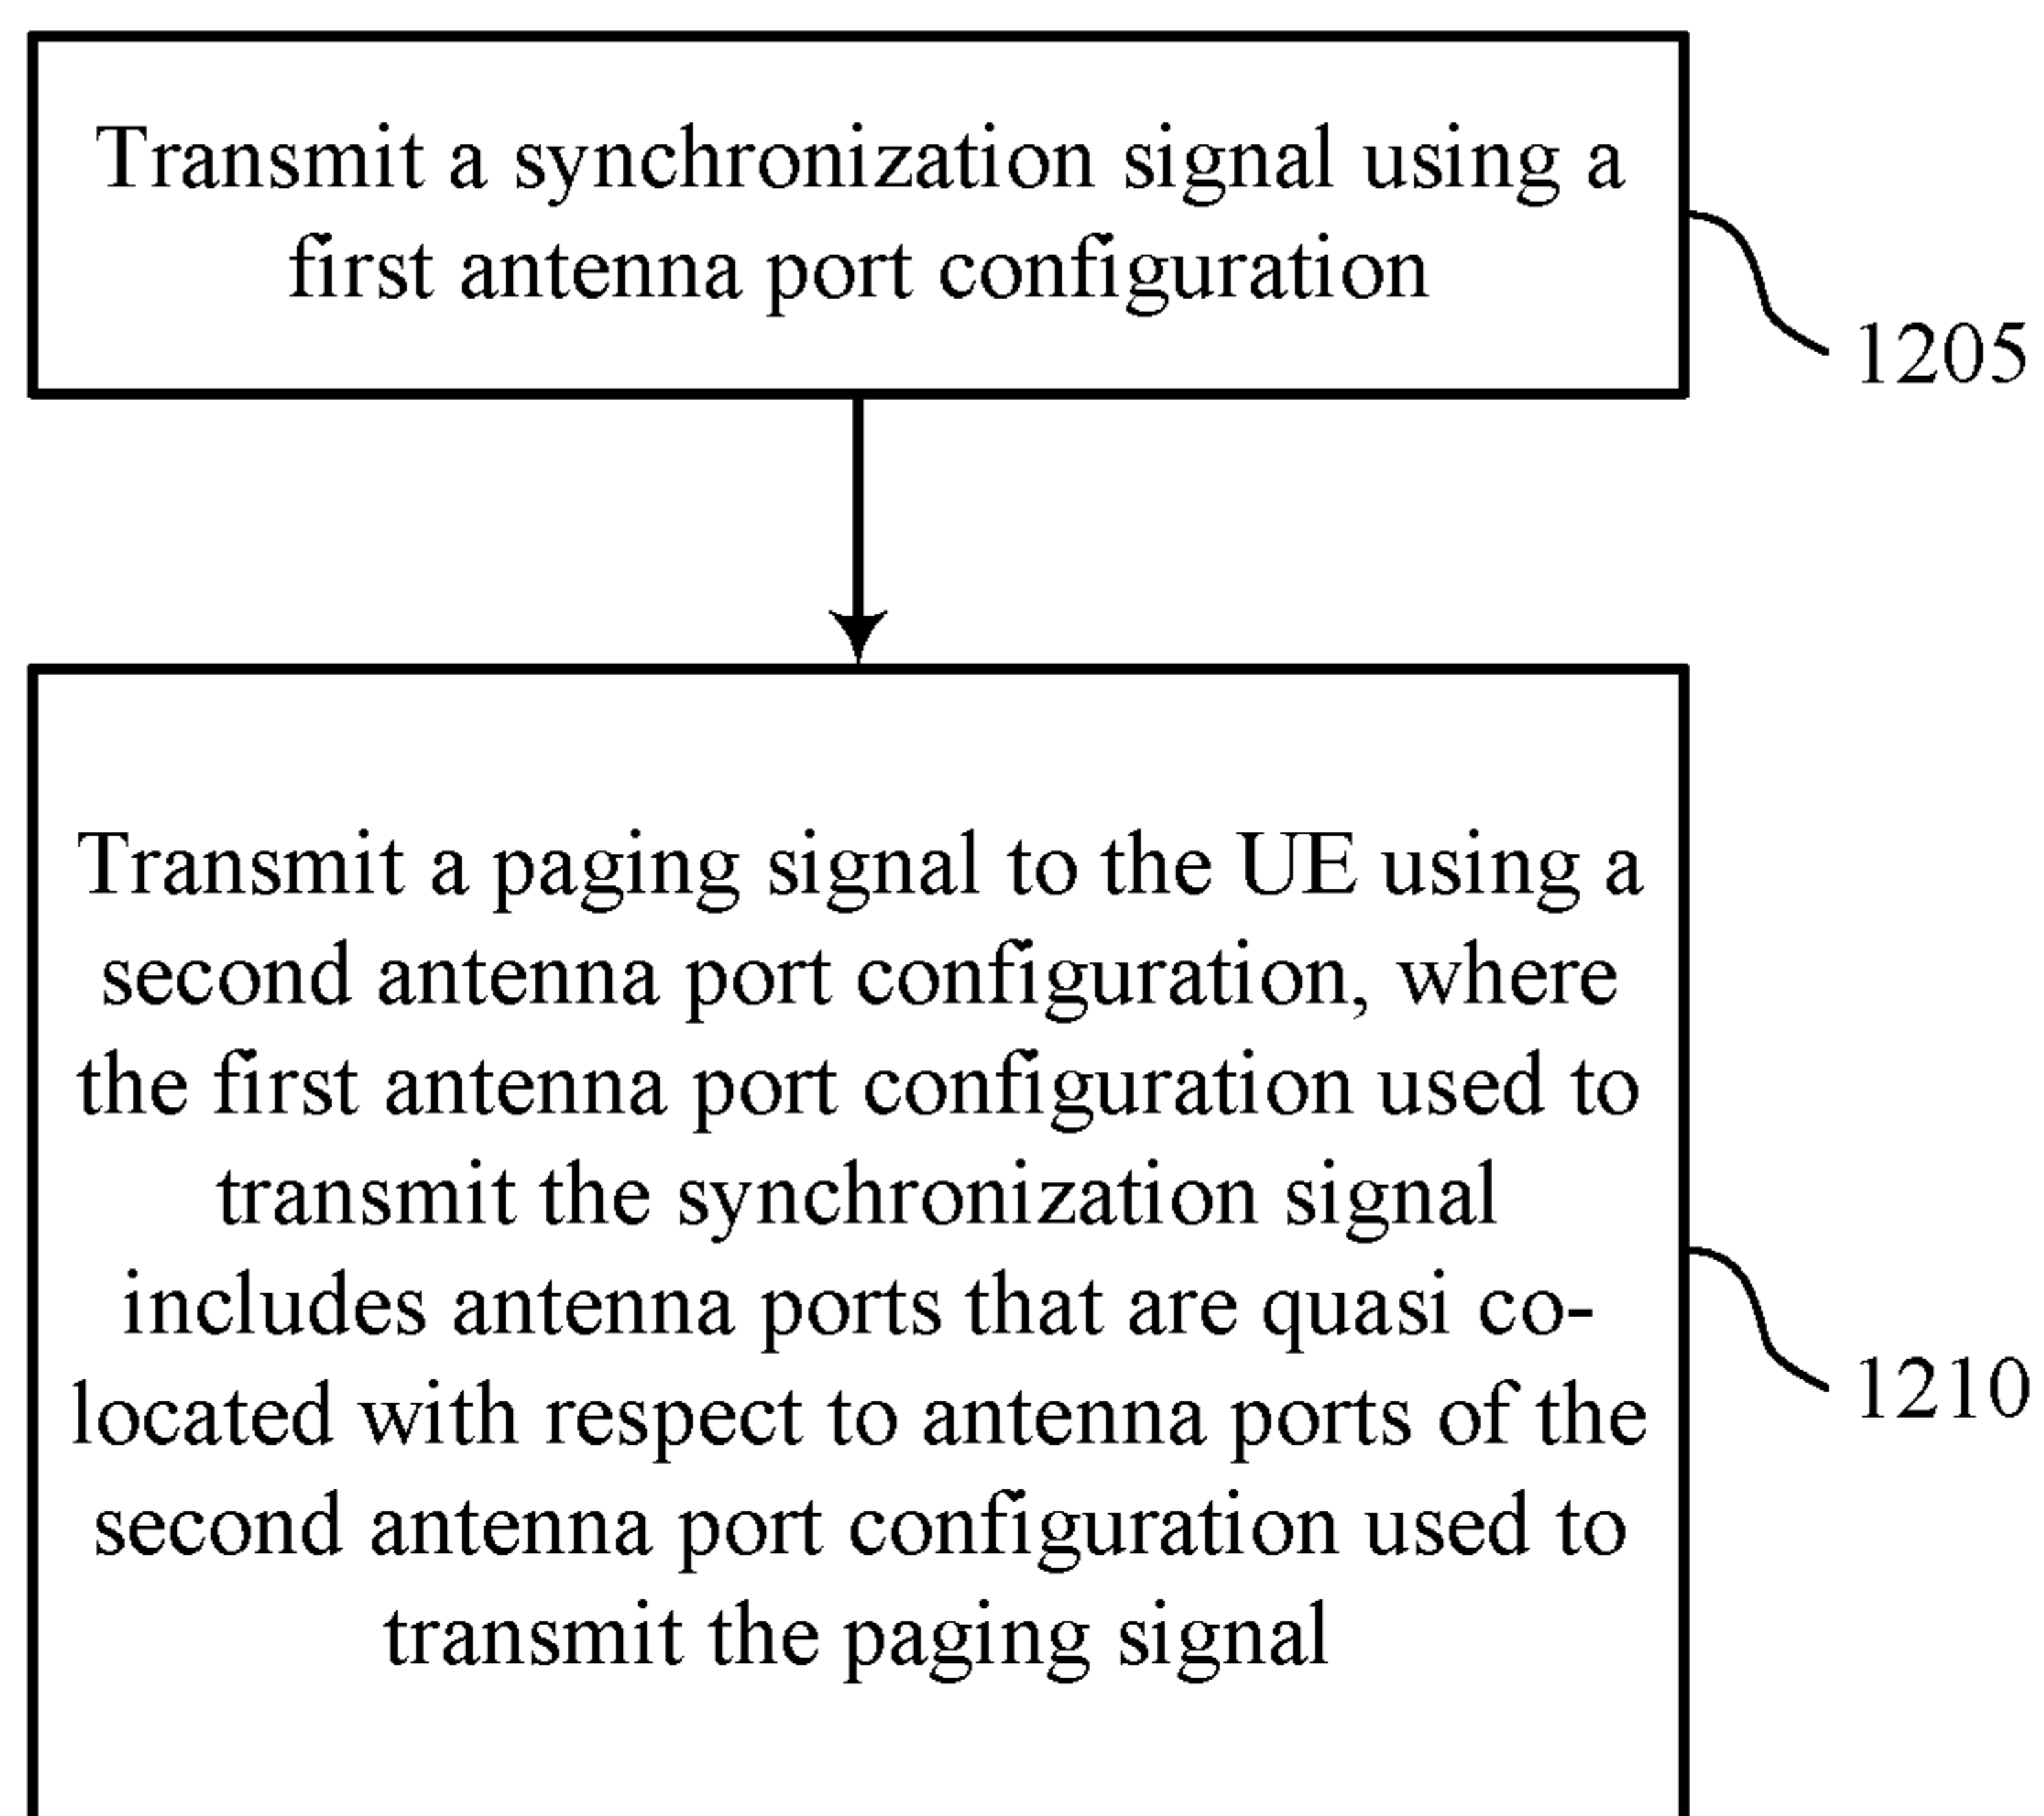 Transmit a synchronization signal using a
first antenna port configuration
1205
Transmit a paging signal to the UE using a
second antenna port configuration, where
the first antenna port configuration used to
transmit the synchronization signal
includes antenna ports that are quasi co-
located with respect to antenna ports of the
second antenna port configuration used to
transmit the paging signal
1210